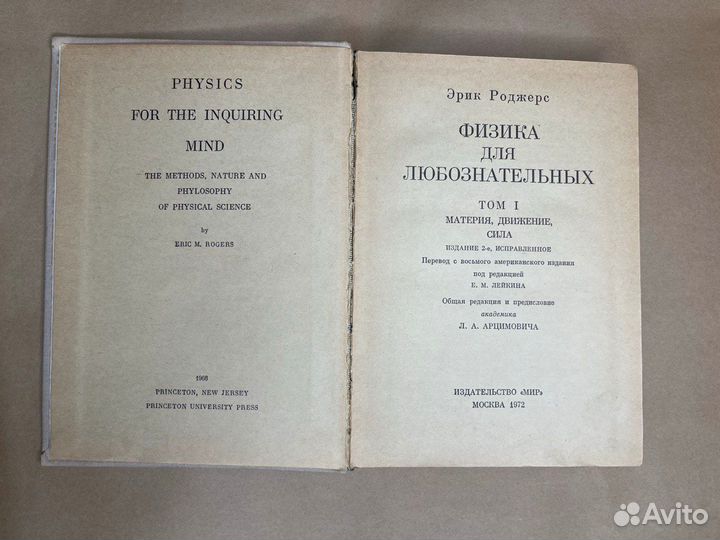 PHYSICS
FOR THE INQUIRING
MIND
THE METHODS, NATURE AND
PHYLOSOPHY
OF PHYSICAL SCIENCE
by
ERIC M. ROGERS
1966
PRINCETON, NEW JERSEY
PRINCETON UNIVERSITY PRESS
Эрик Роджерс
ФИЗИКА
ДЛЯ
ЛЮБОЗНАТЕЛЬНЫХ
ТОМ I
МАТЕРИЯ, ДВИЖЕНИЕ,
СИЛА
ИЗДАНИЕ 2-е, ИСПРАВЛЕННОЕ
Перевод с восьмого американского издания
под редакцией
Е. М. ЛЕЙКИНА
Общая редакция и предисловие
академика
Л. А. АРЦИМОВИЧА
ИЗДАТЕЛЬСТВО «МИР»
МОСКВА 1972
Avito